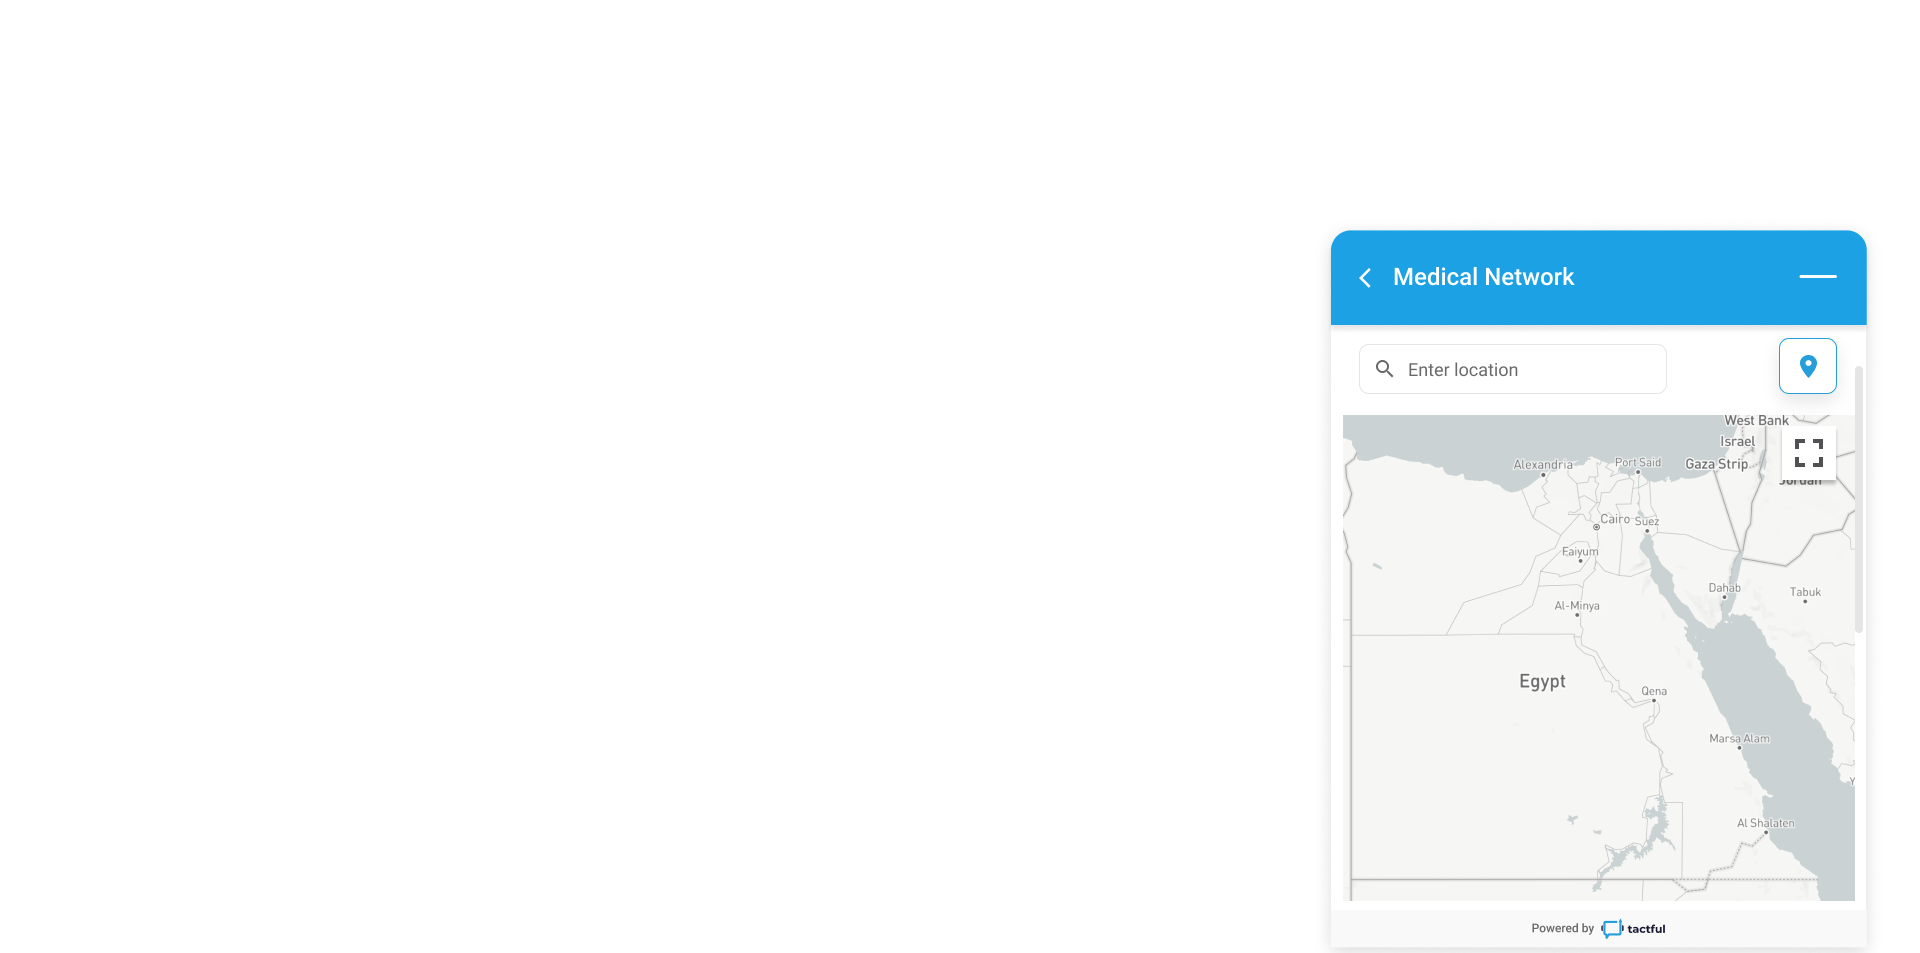 Medical Network
Enter location
West Bank
Israel
Alexandria
Port Said
Gaza Strip
Jordan
Cairo
Suez
Faiyum
Dahab
Tabuk
Al-Minya
Egypt
Qena
Marsa Alam
Y
Al Shalaten
Powered by tactful